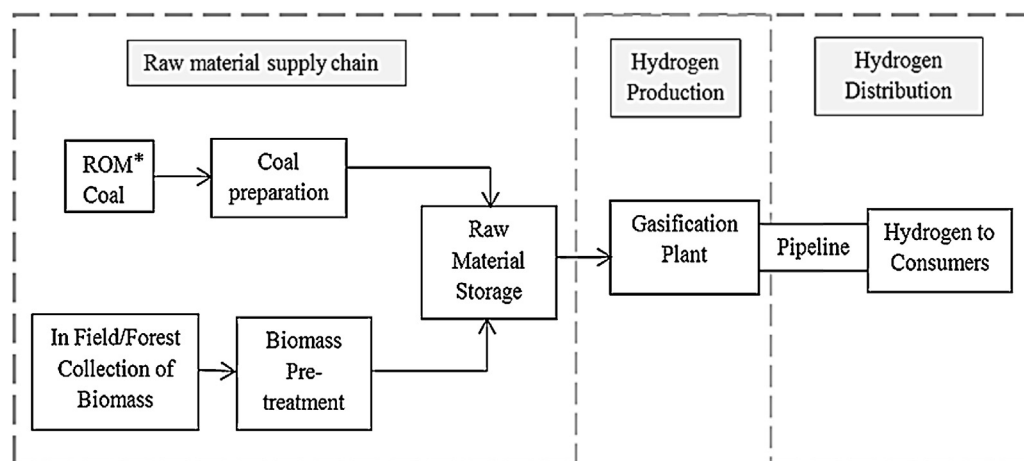 Raw material supply chain
Hydrogen
Production
Hydrogen
Distribution
ROM*
Coal
Coal
preparation
Raw
Material
Storage
Gasification
Plant
Pipeline
Hydrogen to
Consumers
In Field/Forest
Collection of
Biomass
Biomass
Pre-
treatment